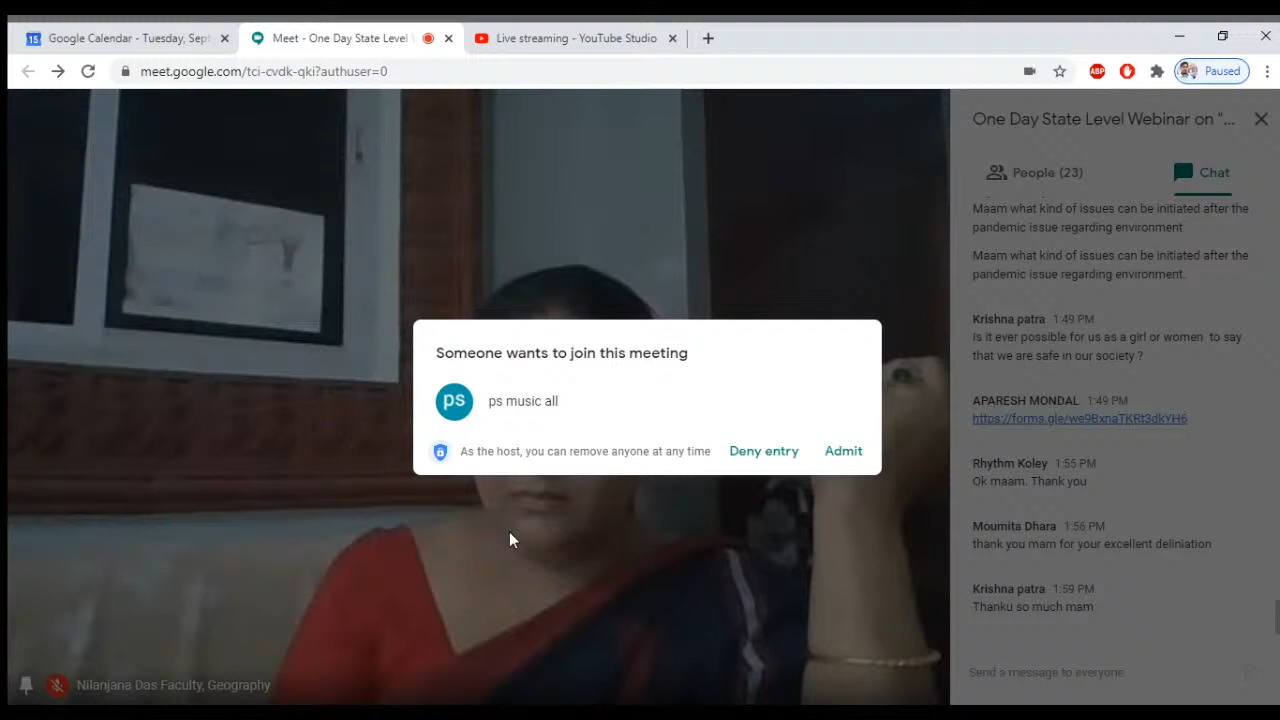 Google Calendar - Tuesday, Sept
Meet - One Day State Level
Live streaming - YouTube Studio
meet.google.com/tci-cvdk-qki?authuser=0
ABP
Paused
One Day State Level Webinar on "...
People (23)
Chat
Maam what kind of issues can be initiated after the
pandemic issue regarding environment
Maam what kind of issues can be initiated after the
pandemic issue regarding environment.
Krishna patra 1:49 PM
Is it ever possible for us as a girl or women to say
that we are safe in our society ?
APARESH MONDAL 1:49 PM
https://forms.gle/we9BxnaTKRt3dkYH6
Rhythm Koley 1:55 PM
Ok maam. Thank you
Moumita Dhara 1:56 PM
thank you mam for your excellent deliniation
Krishna patra 1:59 PM
Thanku so much mam
Send a message to everyone
Someone wants to join this meeting
ps
ps music all
As the host, you can remove anyone at any time
Deny entry
Admit
Nilanjana Das Faculty, Geography